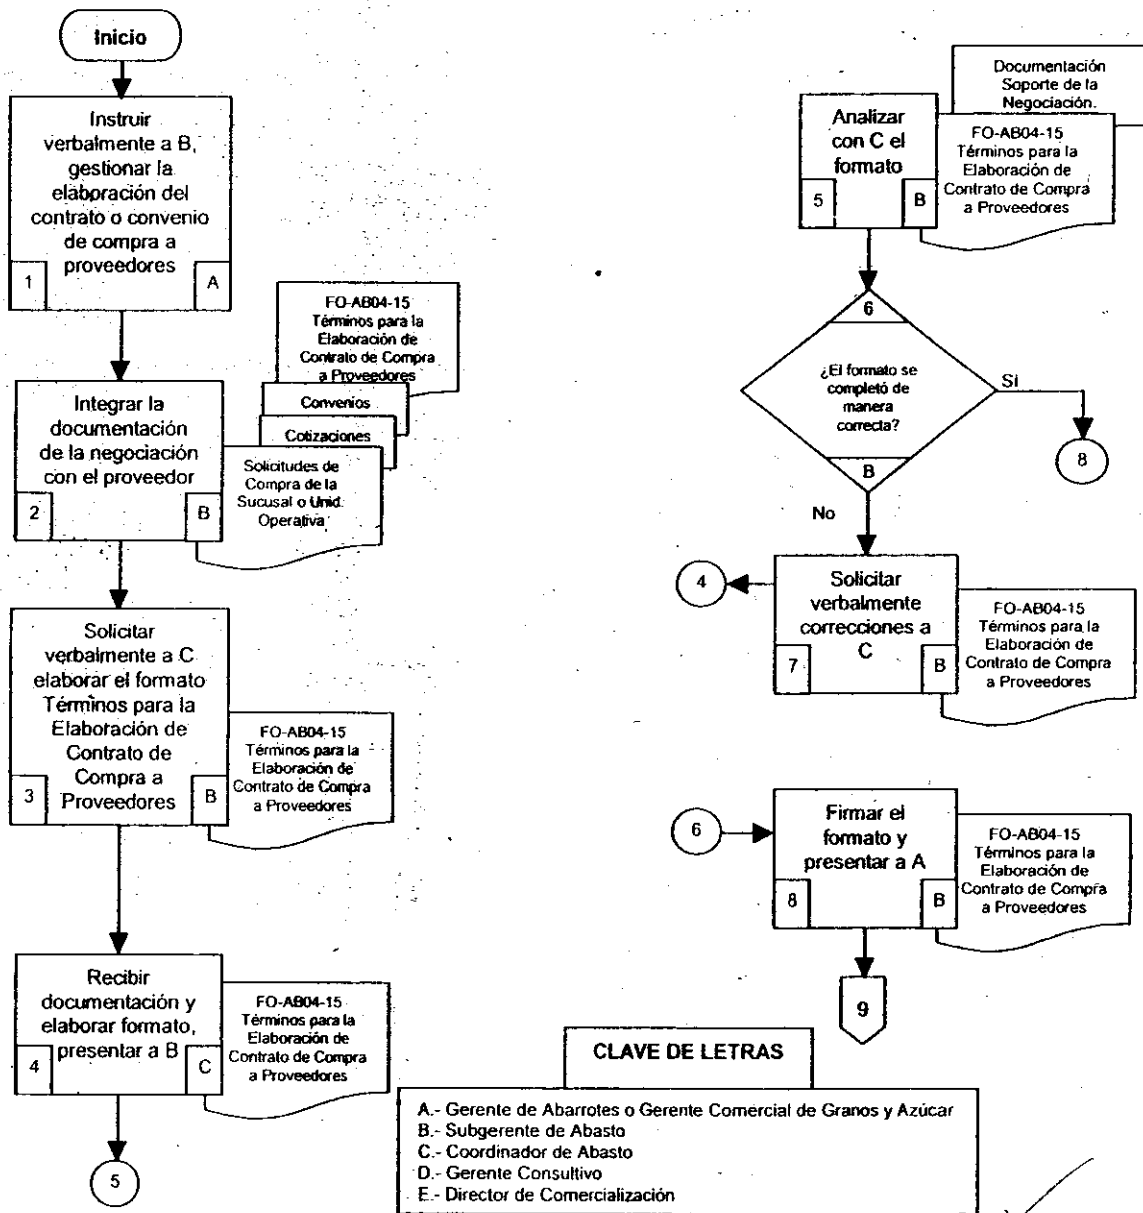 Inicio
Instruir
verbalmente a B,
gestionar la
elaboración del
contrato o convenio
de compra a
proveedores
1
A
FO-AB04-15
Términos para la
Elaboración de
Contrato de Compra
a Proveedores
Convenios
Cotizaciones
Solicitudes de
Compra de la
Sucusal o Unid.
Operativa
Integrar la
documentación
de la negociación
con el proveedor
2
B
Solicitar
verbalmente a C
elaborar el formato
Términos para la
Elaboración de
Contrato de
Compra a
Proveedores
3
B
FO-AB04-15
Términos para la
Elaboración de
Contrato de Compra
a Proveedores
Recibir
documentación y
elaborar formato,
presentar a B
4
C
FO-AB04-15
Términos para la
Elaboración de
Contrato de Compra
a Proveedores
5
Documentación
Soporte de la
Negociación.
Analizar
con C el
formato
5
B
FO-AB04-15
Términos para la
Elaboración de
Contrato de Compra
a Proveedores
6
¿El formato se
completó de
manera
correcta?
B
Sí
8
No
4
Solicitar
verbalmente
correcciones a
C
7
B
FO-AB04-15
Términos para la
Elaboración de
Contrato de Compra
a Proveedores
6
Firmar el
formato y
presentar a A
8
B
FO-AB04-15
Términos para la
Elaboración de
Contrato de Compra
a Proveedores
9
CLAVE DE LETRAS
A.- Gerente de Abarrotes o Gerente Comercial de Granos y Azúcar
B.- Subgerente de Abasto
C.- Coordinador de Abasto
D.- Gerente Consultivo
E.- Director de Comercialización